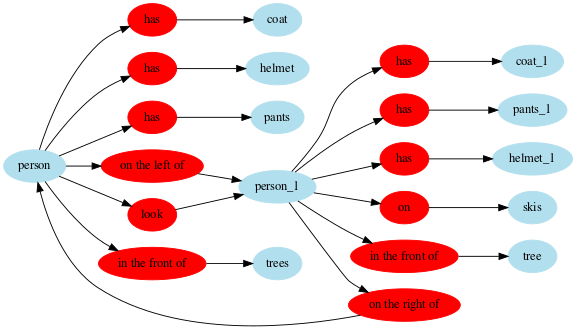 has
coat
has
helmet
has
pants
person
on the left of
look
in the front of
trees
person_1
has
coat_1
has
pants_1
has
helmet_1
on
skis
in the front of
tree
on the right of